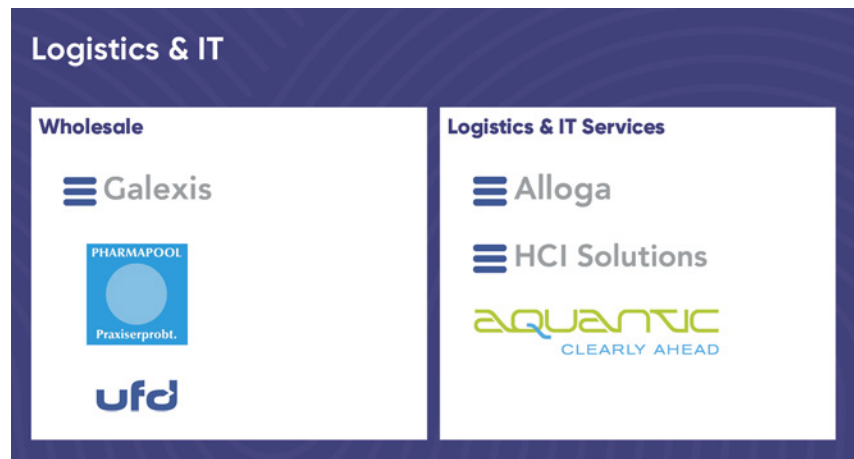 Logistics & IT
Wholesale
Galexis
PHARMAPOOL
Praxiserprobt.
ufd
Logistics & IT Services
Alloga
HCI Solutions
aquantic
CLEARLY AHEAD